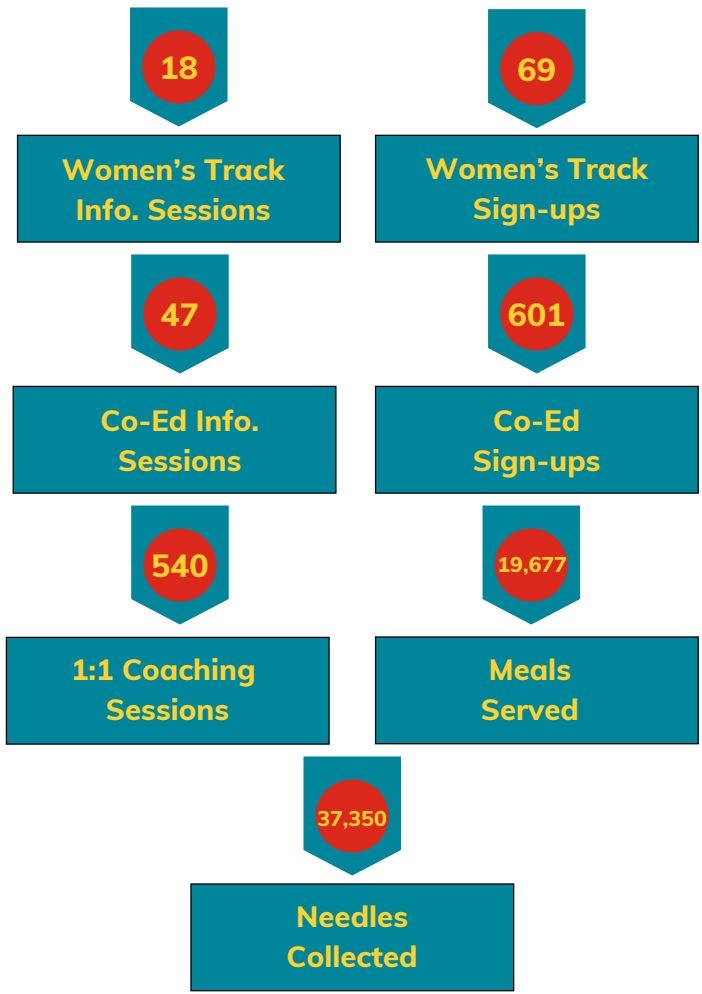 18
69
Women’s Track
Info. Sessions
Women’s Track
Sign-ups
47
601
Co-Ed Info.
Sessions
Co-Ed
Sign-ups
540
19,677
1:1 Coaching
Sessions
Meals
Served
37,350
Needles
Collected